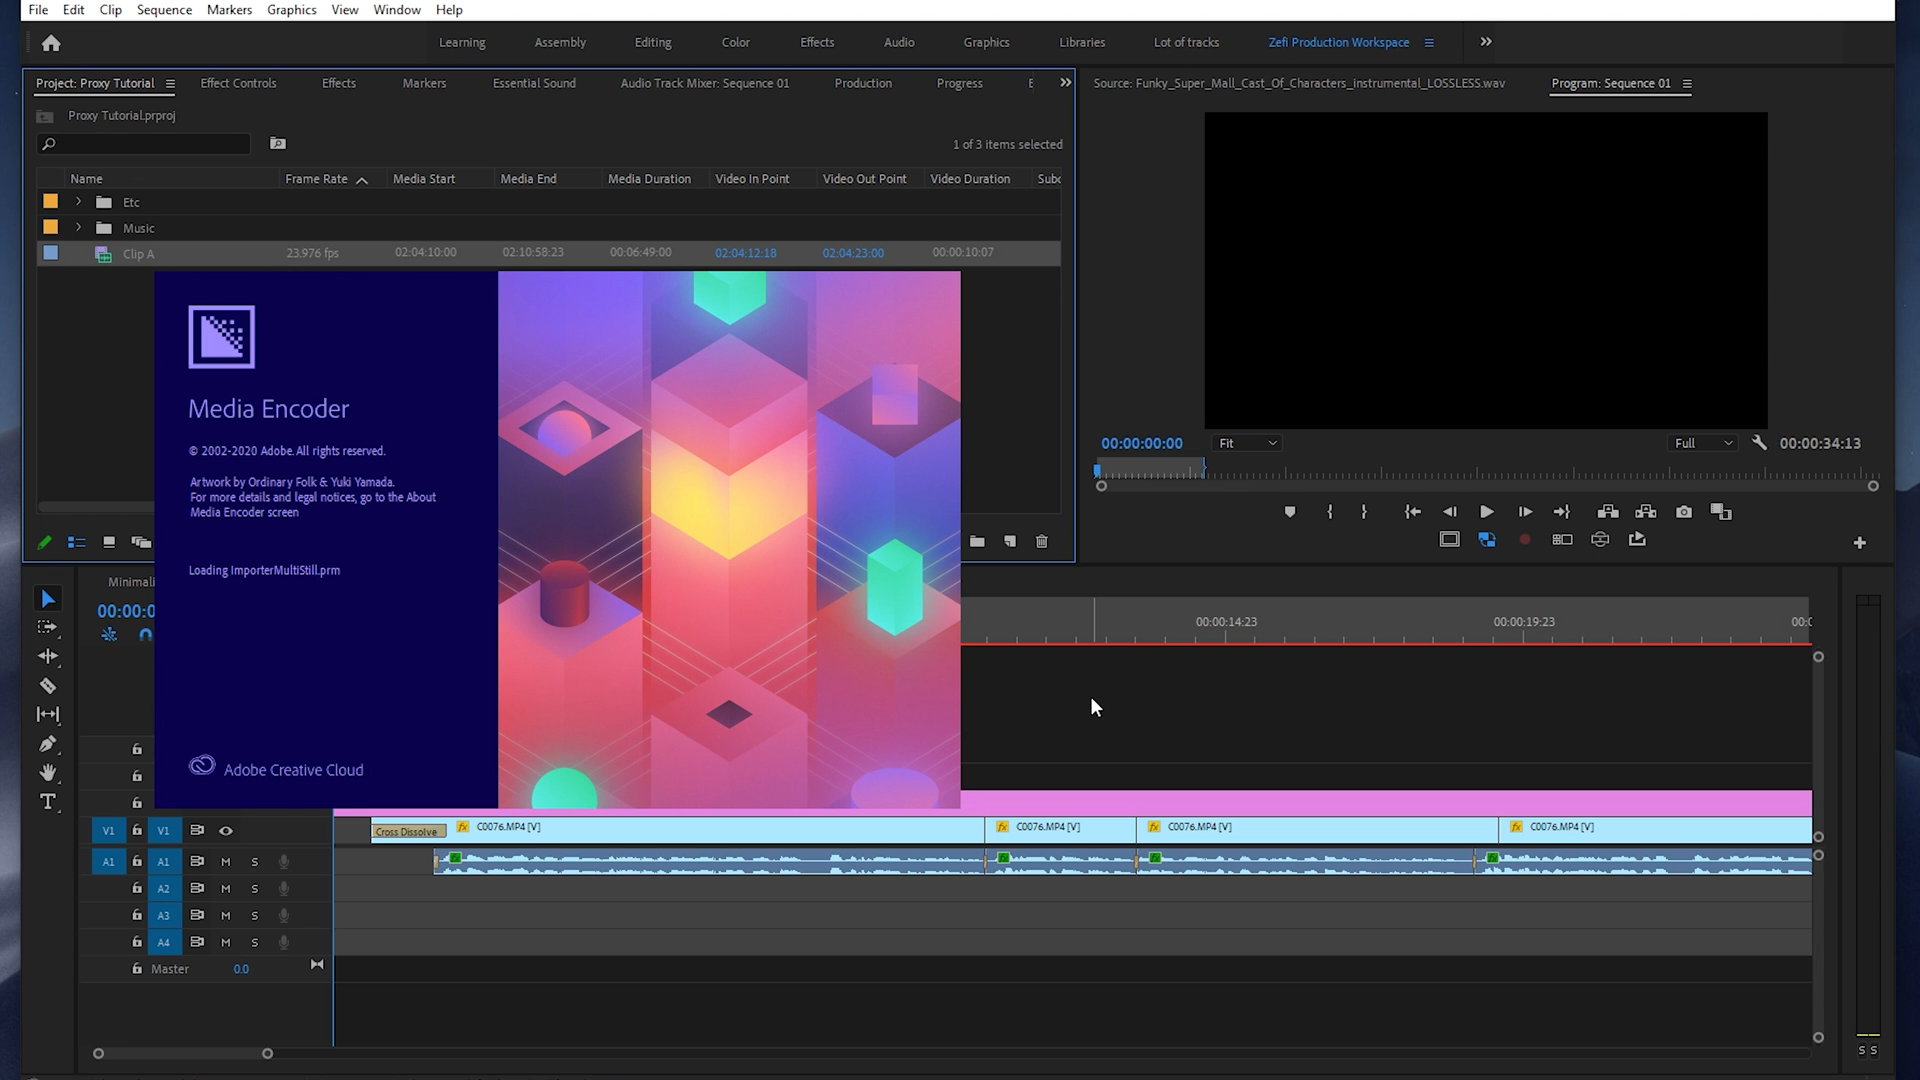 File Edit Clip Sequence Markers Graphics View Window Help
Learning Assembly Editing Color Effects Audio Graphics Libraries Lot of tracks Zefi Production Workspace
Project: Proxy Tutorial Effect Controls Effects Markers Essential Sound Audio Track Mixer: Sequence 01 Production Progress E
Source: Funky_Super_Mall_Cast_Of_Characters_instrumental_LOSSLESS.wav Program: Sequence 01
Proxy Tutorial.prproj
1 of 3 items selected
Name Frame Rate Media Start Media End Media Duration Video In Point Video Out Point Video Duration Subc
Etc
Music
Clip A 23.976 fps 02:04:10:00 02:10:58:23 00:06:49:00 02:04:12:18 02:04:23:00 00:00:10:07
Media Encoder
© 2002-2020 Adobe. All rights reserved.
Artwork by Ordinary Folk & Yuki Yamada.
For more details and legal notices, go to the About
Media Encoder screen
Loading ImporterMultiStill.prm
Adobe Creative Cloud
00:00:00:00 Fit Full 00:00:34:13
Minimali
00:00:0
00:00:14:23 00:00:19:23 00:0
V1 V1 Cross Dissolve fx C0076.MP4 [V] fx C0076.MP4 [V] fx C0076.MP4 [V] fx C0076.MP4 [V]
A1 A1 M S
A2 M S
A3 M S
A4 M S
Master 0.0
S S